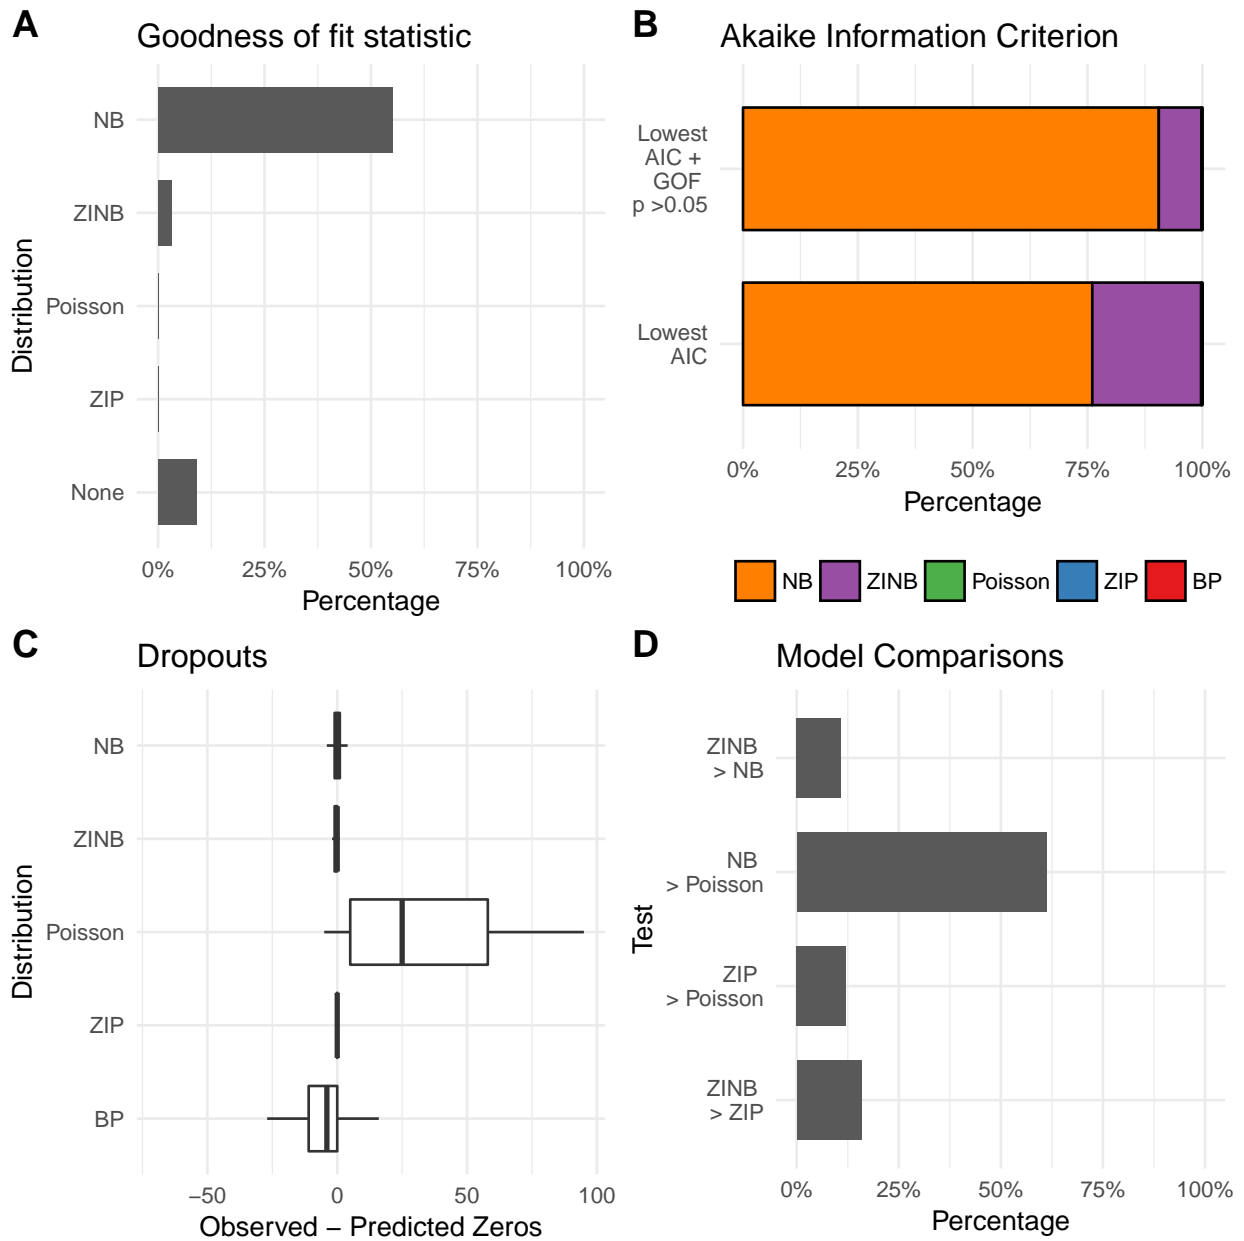 A
Goodness of fit statistic
Distribution
NB
ZINB
Poisson
ZIP
None
0% 25% 50% 75% 100%
Percentage
B
Akaike Information Criterion
Lowest
AIC +
GOF
p >0.05
Lowest
AIC
0% 25% 50% 75% 100%
Percentage
NB ZINB Poisson ZIP BP
C
Dropouts
Distribution
NB
ZINB
Poisson
ZIP
BP
−50 0 50 100
Observed − Predicted Zeros
D
Model Comparisons
Test
ZINB
> NB
NB
> Poisson
ZIP
> Poisson
ZINB
> ZIP
0% 25% 50% 75% 100%
Percentage